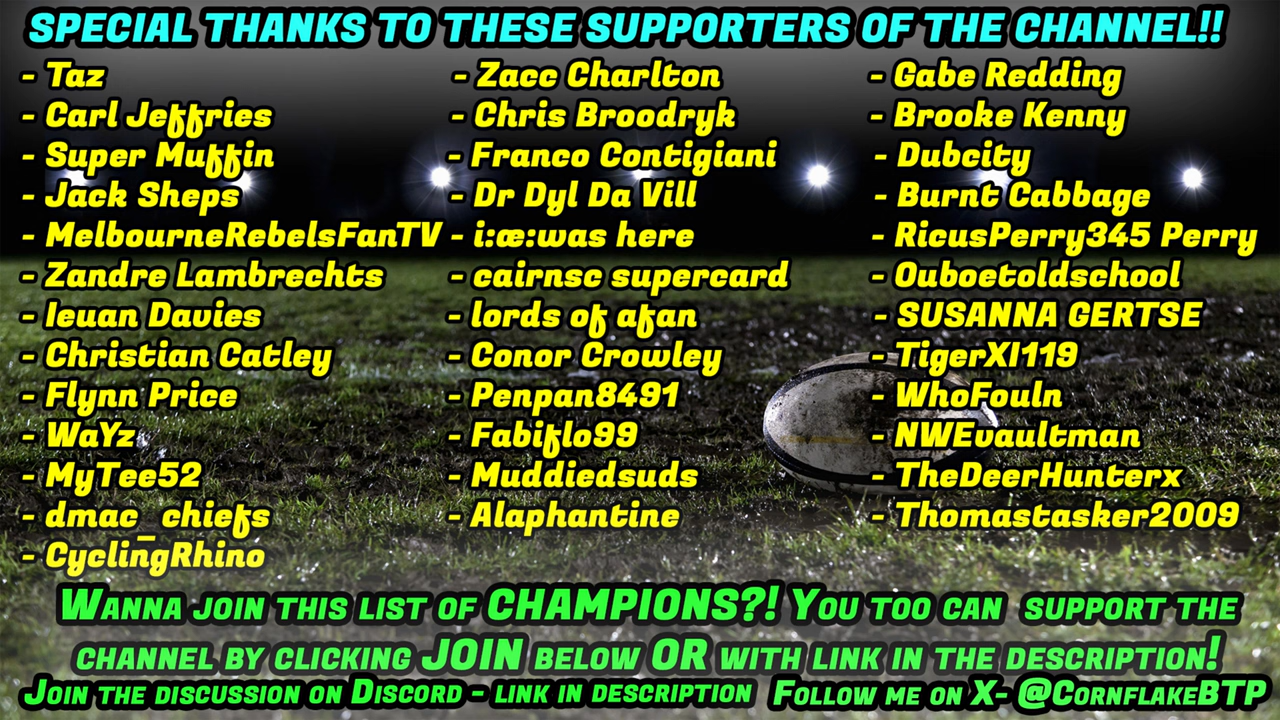 SPECIAL THANKS TO THESE SUPPORTERS OF THE CHANNEL!!
- Taz
- Carl Jeffries
- Super Muffin
- Jack Sheps
- MelbourneRebelsFanTV
- Zandre Lambrechts
- Ieuan Davies
- Christian Catley
- Flynn Price
- WaYz
- MyTee52
- dmac_chiefs
- CyclingRhino
- Zacc Charlton
- Chris Broodryk
- Franco Contigiani
- Dr Dyl Da Vill
- i:æ:was here
- cairnsc supercard
- lords of afan
- Conor Crowley
- Penpan8491
- Fabiflo99
- Muddiedsuds
- Alaphantine
- Gabe Redding
- Brooke Kenny
- Dubcity
- Burnt Cabbage
- RicusPerry345 Perry
- Ouboetoldschool
- SUSANNA GERTSE
- TigerXI119
- WhoFouln
- NWEvaultman
- TheDeerHunterx
- Thomastasker2009
WANNA JOIN THIS LIST OF CHAMPIONS?! YOU TOO CAN SUPPORT THE
CHANNEL BY CLICKING JOIN BELOW OR WITH LINK IN THE DESCRIPTION!
JOIN THE DISCUSSION ON DISCORD - LINK IN DESCRIPTION FOLLOW ME ON X- @CORNFLAKEBTP